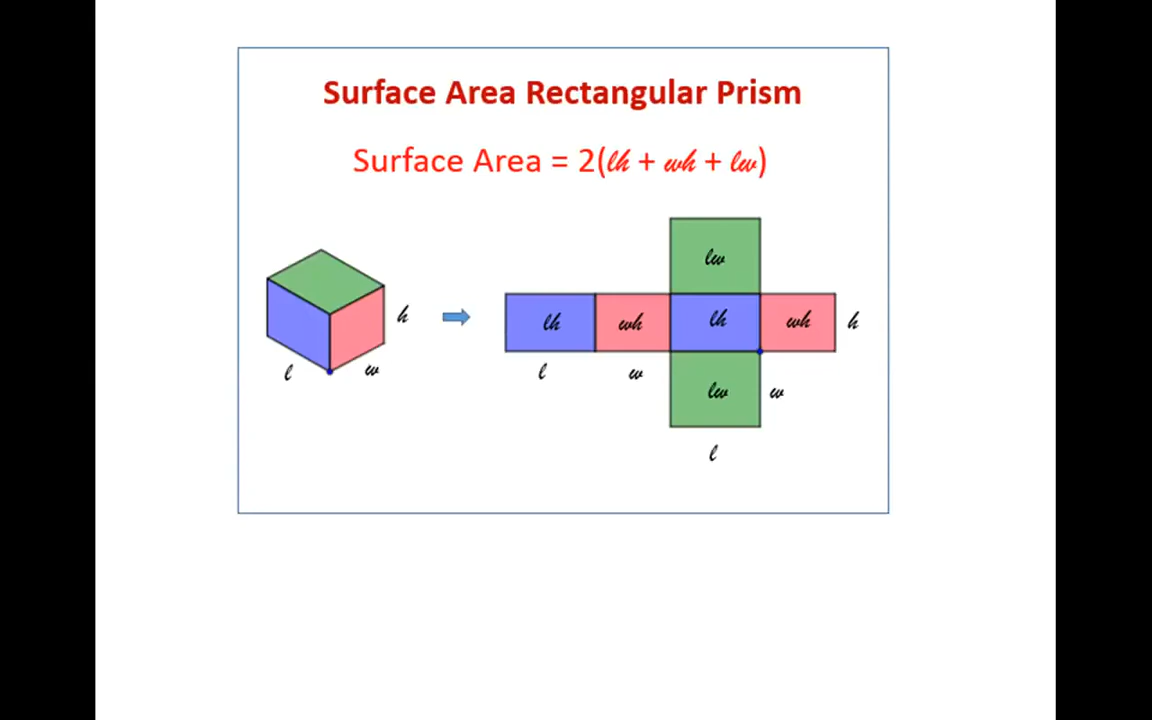 Surface Area Rectangular Prism
Surface Area = 2(lh + wh + lw)
lw
h
lh wh lh wh h
l w
l w
lw w
l